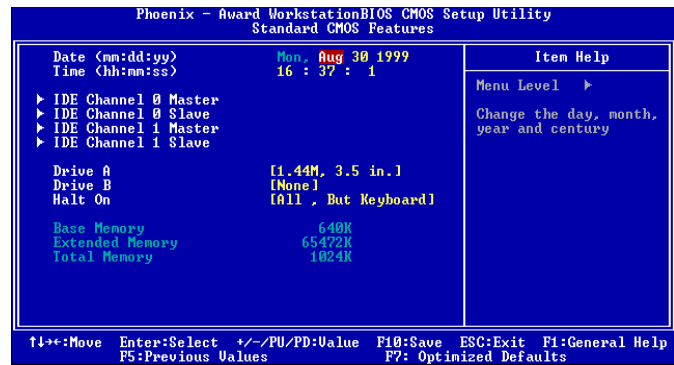 Phoenix - Award WorkstationBIOS CMOS Setup Utility
Standard CMOS Features
Date (mm:dd:yy) Mon, Aug 30 1999
Time (hh:mm:ss) 16 : 37 : 1
▶ IDE Channel 0 Master
▶ IDE Channel 0 Slave
▶ IDE Channel 1 Master
▶ IDE Channel 1 Slave
Drive A [1.44M, 3.5 in.]
Drive B [None]
Halt On [All , But Keyboard]
Base Memory 640K
Extended Memory 65472K
Total Memory 1024K
Item Help
Menu Level ▶
Change the day, month,
year and century
↑↓→←:Move Enter:Select +/-/PU/PD:Value F10:Save ESC:Exit F1:General Help
F5:Previous Values F7: Optimized Defaults